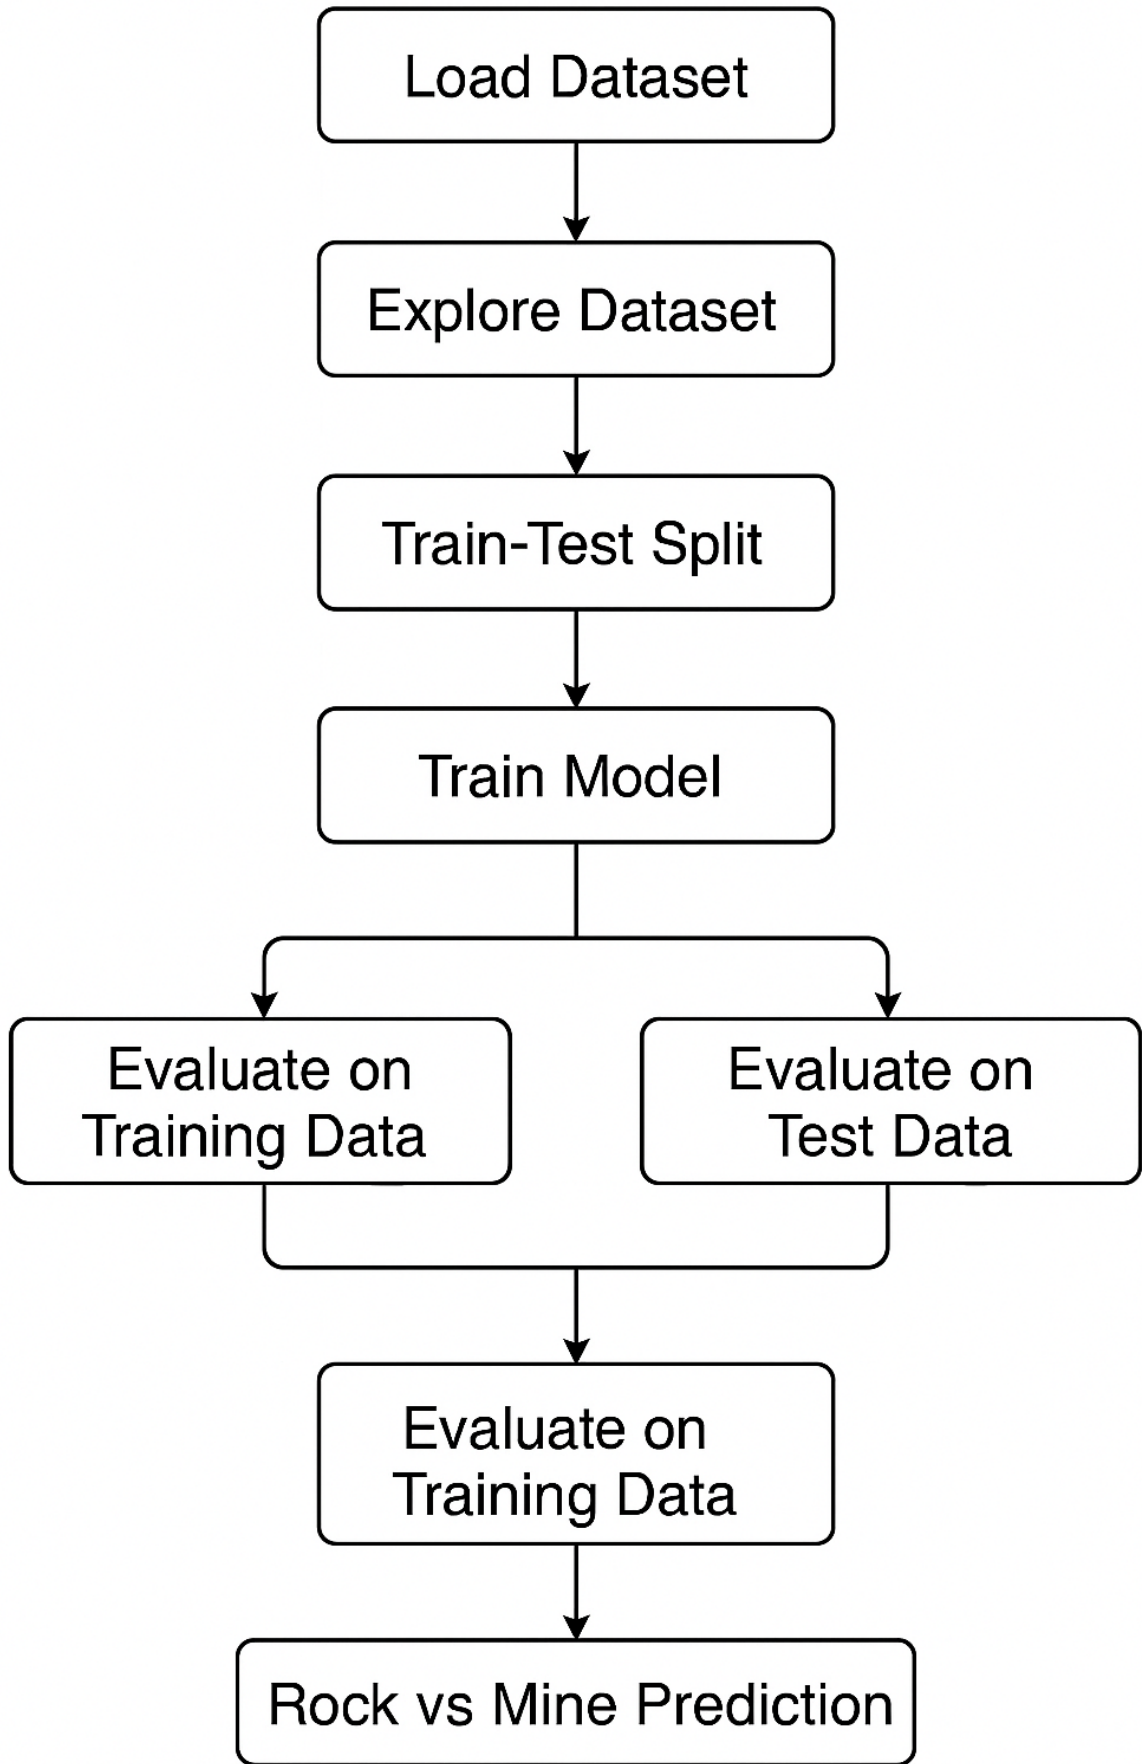 Load Dataset
Explore Dataset
Train-Test Split
Train Model
Evaluate on
Training Data
Evaluate on
Test Data
Evaluate on
Training Data
Rock vs Mine Prediction